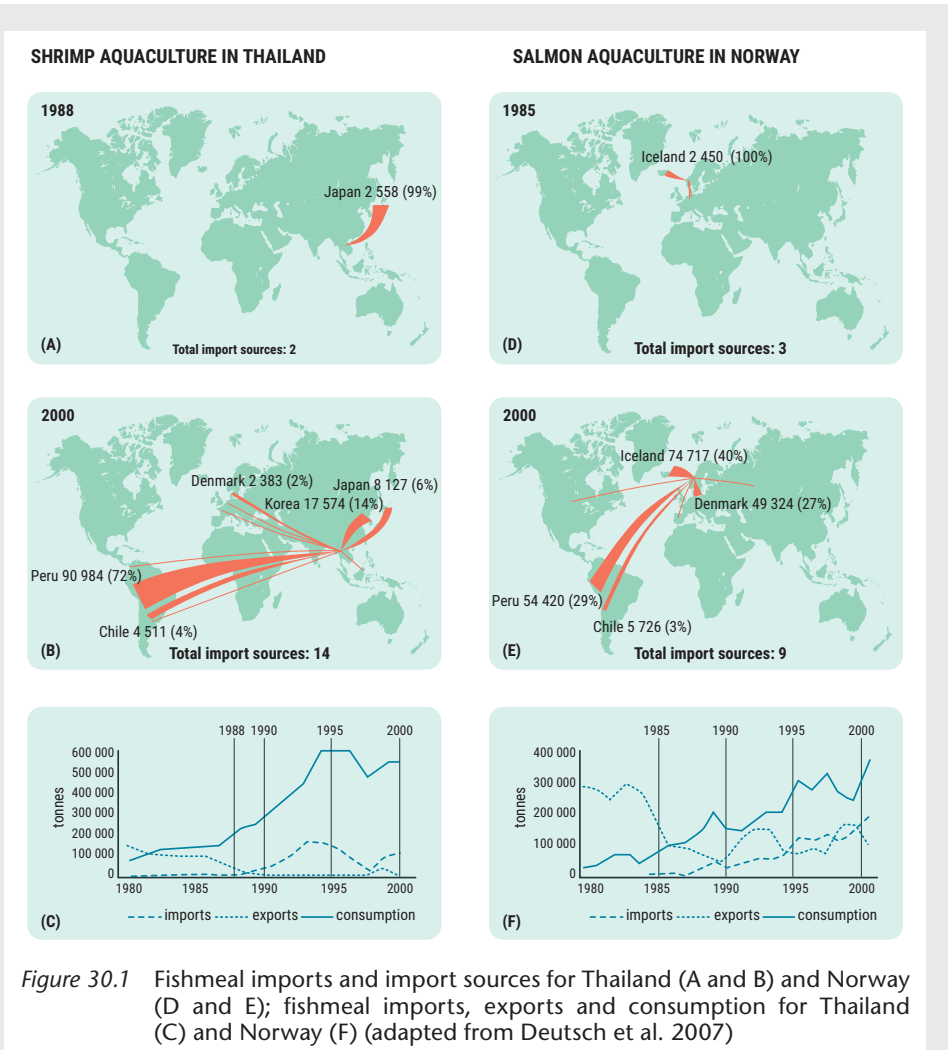 SHRIMP AQUACULTURE IN THAILAND
SALMON AQUACULTURE IN NORWAY
1988
Japan 2 558 (99%)
(A)
Total import sources: 2
1985
Iceland 2 450 (100%)
(D)
Total import sources: 3
2000
Denmark 2 383 (2%)
Japan 8 127 (6%)
Korea 17 574 (14%)
Peru 90 984 (72%)
Chile 4 511 (4%)
(B)
Total import sources: 14
2000
Iceland 74 717 (40%)
Denmark 49 324 (27%)
Peru 54 420 (29%)
Chile 5 726 (3%)
(E)
Total import sources: 9
1988 1990 1995 2000
600 000
500 000
400 000
300 000
200 000
100 000
0
tonnes
1980 1985 1990 1995 2000
(C)
imports exports consumption
1985 1990 1995 2000
400 000
300 000
200 000
100 000
0
tonnes
1980 1985 1990 1995 2000
(F)
imports exports consumption
Figure 30.1 Fishmeal imports and import sources for Thailand (A and B) and Norway
(D and E); fishmeal imports, exports and consumption for Thailand
(C) and Norway (F) (adapted from Deutsch et al. 2007)